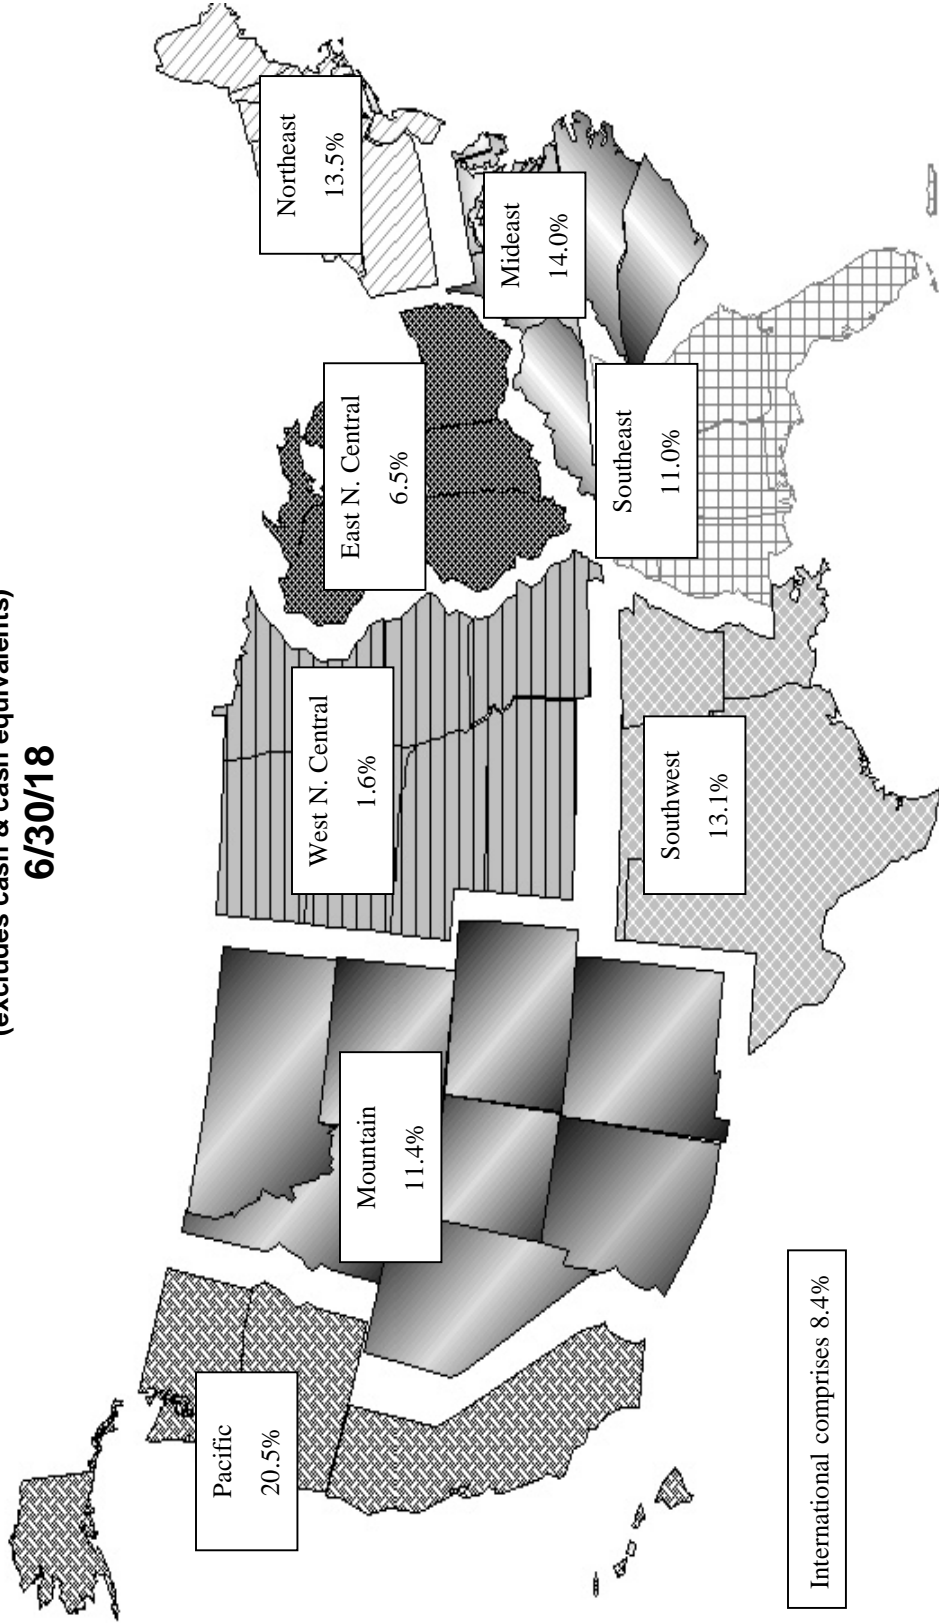 (excludes cash & cash equivalents)
6/30/18
Pacific
20.5%
Mountain
11.4%
West N. Central
1.6%
East N. Central
6.5%
Northeast
13.5%
Mideast
14.0%
Southeast
11.0%
Southwest
13.1%
International comprises 8.4%